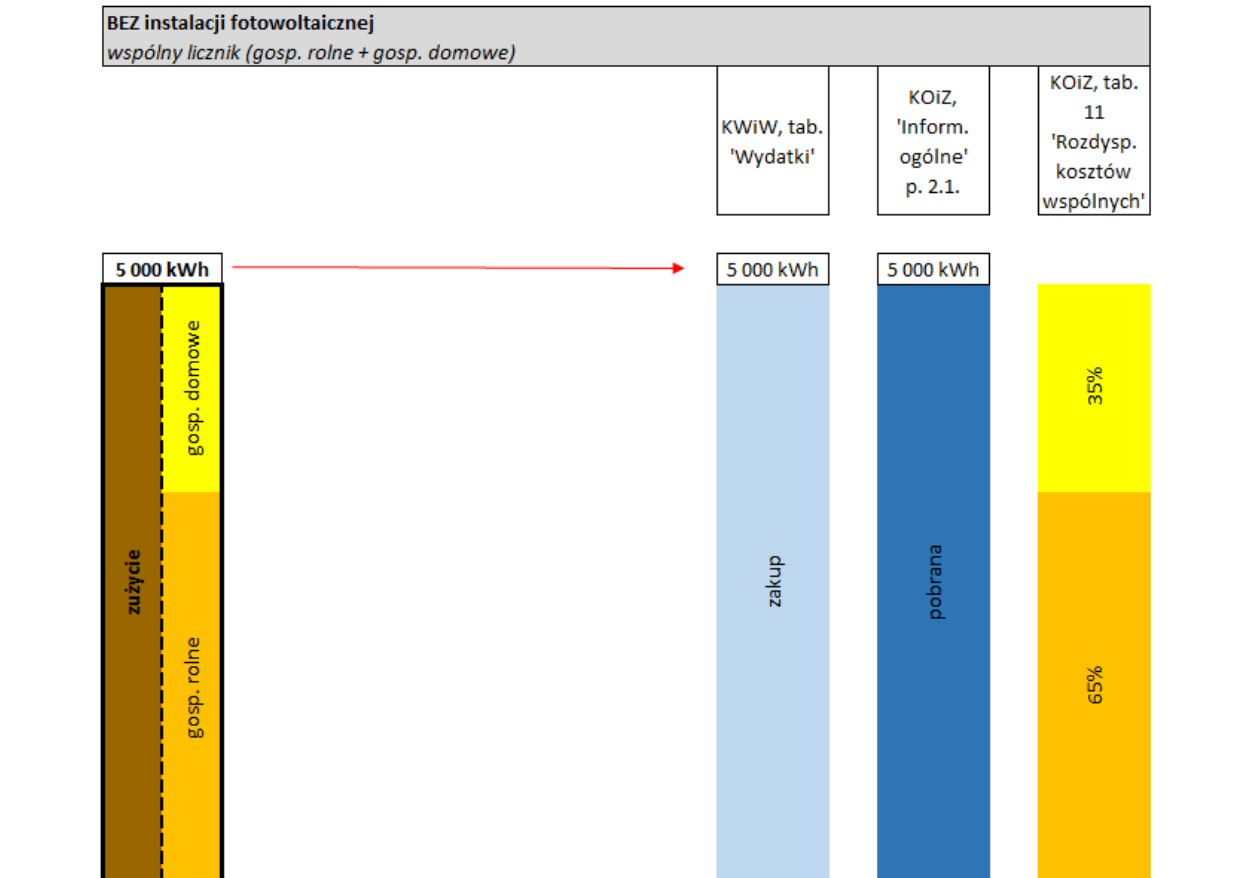 BEZ instalacji fotowoltaicznej
wspólny licznik (gosp. rolne + gosp. domowe)
KWiW, tab.
'Wydatki'
KOiZ,
'Inform.
ogólne'
p. 2.1.
KOiZ, tab.
11
'Rozdysp.
kosztów
wspólnych'
5 000 kWh
5 000 kWh
5 000 kWh
zużycie
gosp. domowe
gosp. rolne
zakup
pobrana
35%
65%